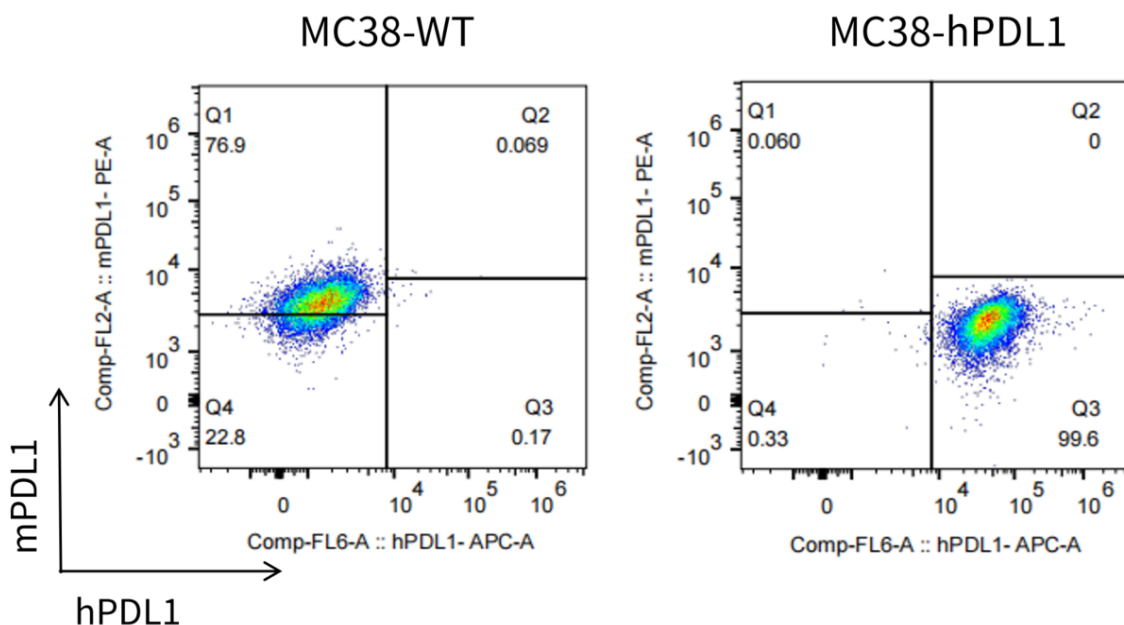 MC38-WT
Q1
76.9
Q2
0.069
Q4
22.8
Q3
0.17
10^6
10^5
10^4
10^3
0
-10^3
Comp-FL2-A :: mPDL1- PE-A
0
10^4
10^5
10^6
Comp-FL6-A :: hPDL1- APC-A
MC38-hPDL1
Q1
0.060
Q2
0
Q4
0.33
Q3
99.6
10^6
10^5
10^4
10^3
0
-10^3
Comp-FL2-A :: mPDL1- PE-A
0
10^4
10^5
10^6
Comp-FL6-A :: hPDL1- APC-A
mPDL1
hPDL1